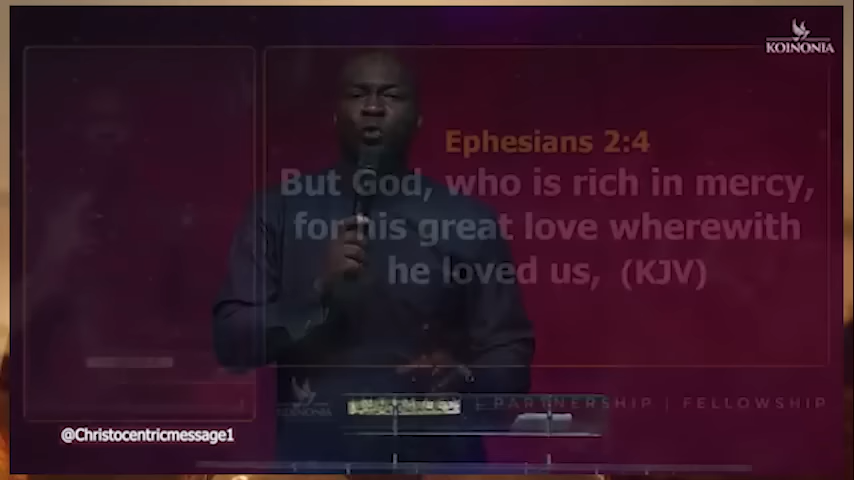 KOINONIA
Ephesians 2:4
But God, who is rich in mercy,
for his great love wherewith
he loved us, (KJV)
KOINONIA
PARTNERSHIP | FELLOWSHIP
@Christocentricmessage1